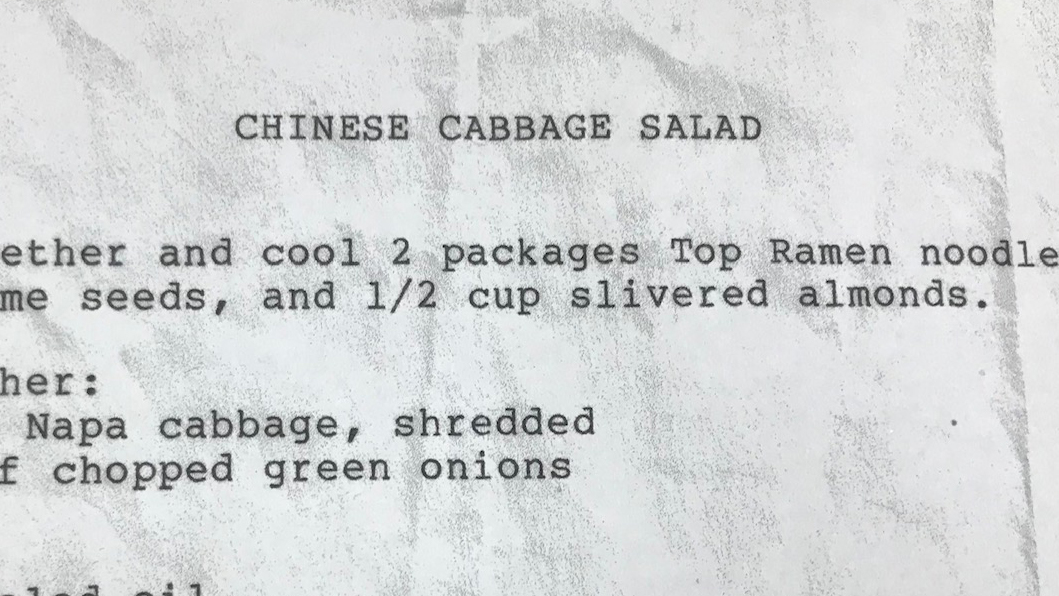 CHINESE CABBAGE SALAD
ether and cool 2 packages Top Ramen noodle
me seeds, and 1/2 cup slivered almonds.
her:
Napa cabbage, shredded
f chopped green onions